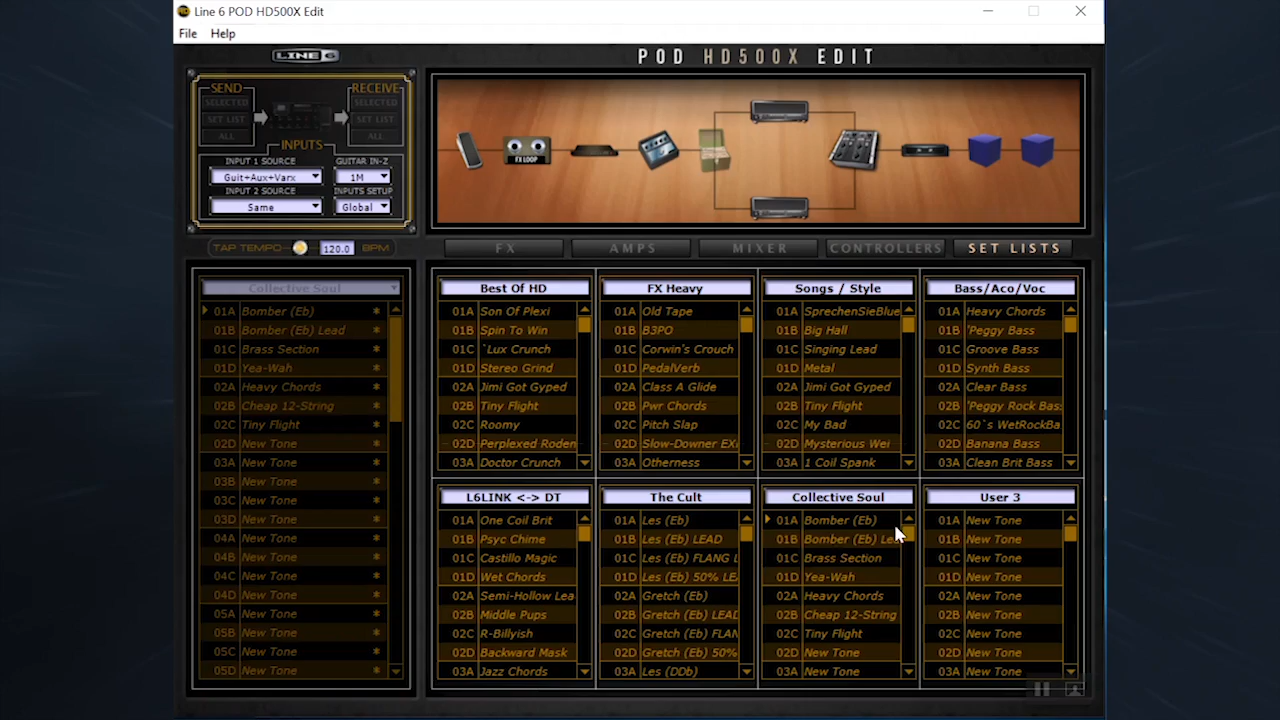 Line 6 POD HD500X Edit
File Help
LINE 6
POD HD500X EDIT
SEND
RECEIVE
SELECTED
SELECTED
SET LIST
SET LIST
ALL
ALL
INPUTS
INPUT 1 SOURCE
GUITAR IN-Z
Guit+Aux+Varx
1M
INPUT 2 SOURCE
INPUTS SETUP
Same
Global
FX LOOP
TAP TEMPO 120.0 BPM
FX
AMPS
MIXER
CONTROLLERS
SET LISTS
Collective Soul
01A Bomber (Eb) *
01B Bomber (Eb) Lead *
01C Brass Section *
01D Yea-Wah *
02A Heavy Chords *
02B Cheap 12-String *
02C Tiny Flight *
02D New Tone *
03A New Tone *
03B New Tone *
03C New Tone *
03D New Tone *
04A New Tone *
04B New Tone *
04C New Tone *
04D New Tone *
05A New Tone *
05B New Tone *
05C New Tone *
05D New Tone *
Best Of HD
01A Son Of Plexi
01B Spin To Win
01C `Lux Crunch
01D Stereo Grind
02A Jimi Got Gyped
02B Tiny Flight
02C Roomy
02D Perplexed Roden
03A Doctor Crunch
FX Heavy
01A Old Tape
01B B3PO
01C Corwin's Crouch
01D PedalVerb
02A Class A Glide
02B Pwr Chords
02C Pitch Slap
02D Slow-Downer EX
03A Otherness
Songs / Style
01A SprechenSieBlue
01B Big Hall
01C Singing Lead
01D Metal
02A Jimi Got Gyped
02B Tiny Flight
02C My Bad
02D Mysterious Wei
03A 1 Coil Spank
Bass/Aco/Voc
01A Heavy Chords
01B 'Peggy Bass
01C Groove Bass
01D Synth Bass
02A Clear Bass
02B 'Peggy Rock Bas
02C 60`s WetRockBa
02D Banana Bass
03A Clean Brit Bass
L6LINK <-> DT
01A One Coil Brit
01B Psyc Chime
01C Castillo Magic
01D Wet Chords
02A Semi-Hollow Lea
02B Middle Pups
02C R-Billyish
02D Backward Mask
03A Jazz Chords
The Cult
01A Les (Eb)
01B Les (Eb) LEAD
01C Les (Eb) FLANG L
01D Les (Eb) 50% LE
02A Gretch (Eb)
02B Gretch (Eb) LEA
02C Gretch (Eb) FLAN
02D Gretch (Eb) 50%
03A Les (DDb)
Collective Soul
01A Bomber (Eb)
01B Bomber (Eb) Le
01C Brass Section
01D Yea-Wah
02A Heavy Chords
02B Cheap 12-String
02C Tiny Flight
02D New Tone
03A New Tone
User 3
01A New Tone
01B New Tone
01C New Tone
01D New Tone
02A New Tone
02B New Tone
02C New Tone
02D New Tone
03A New Tone